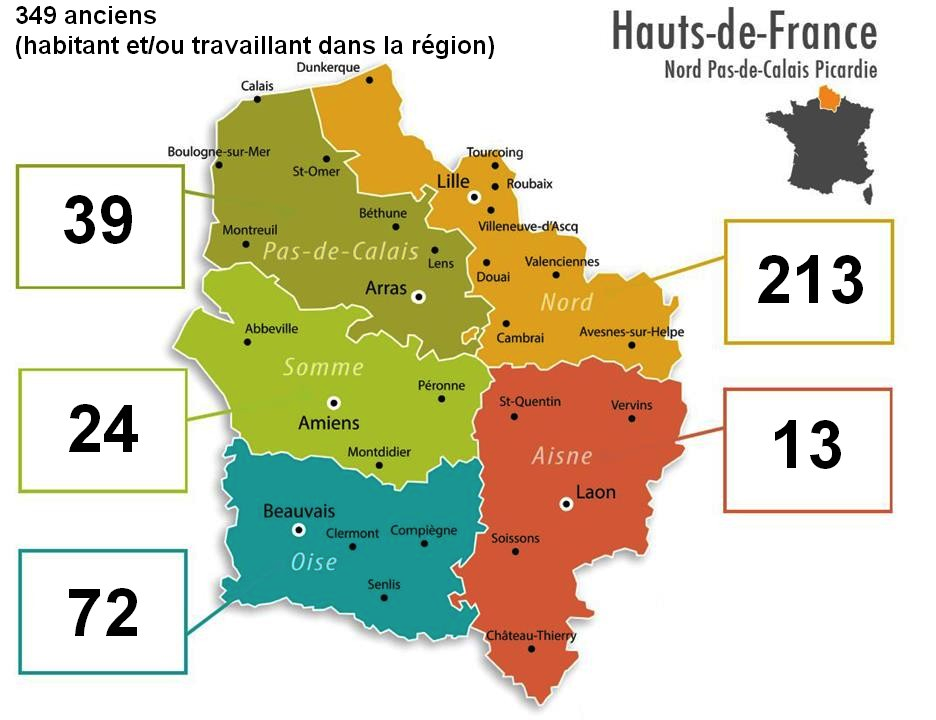 349 anciens
(habitant et/ou travaillant dans la région)
Hauts-de-France
Nord Pas-de-Calais Picardie
Dunkerque
Calais
Boulogne-sur-Mer
St-Omer
Tourcoing
Lille
Roubaix
39
Béthune
Villeneuve-d'Ascq
Montreuil
Pas-de-Calais
Lens
Douai
Valenciennes
213
Arras
Nord
Abbeville
Cambrai
Avesnes-sur-Helpe
Somme
Péronne
24
Amiens
St-Quentin
Vervins
13
Montdidier
Aisne
Laon
Beauvais
Clermont
Compiègne
Soissons
Oise
Senlis
72
Château-Thierry